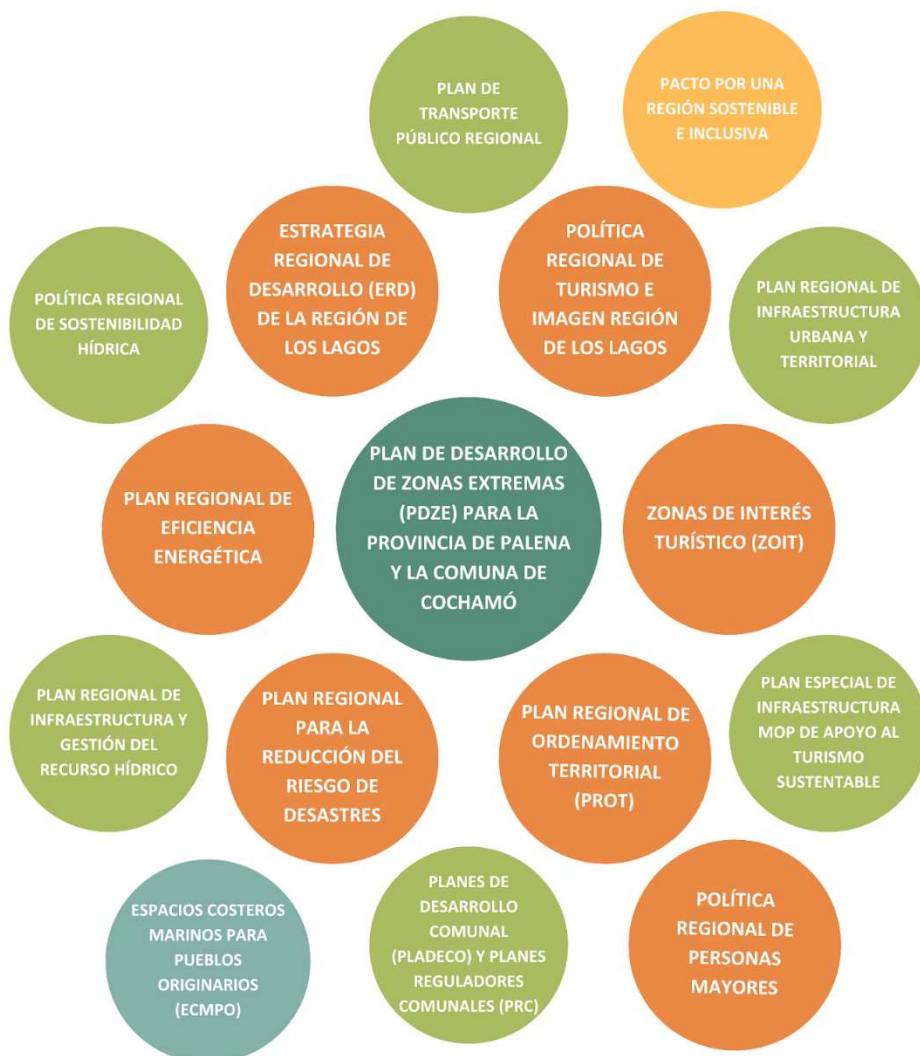 PLAN DE
TRANSPORTE
PÚBLICO REGIONAL
PACTO POR UNA
REGIÓN SOSTENIBLE
E INCLUSIVA
ESTRATEGIA
REGIONAL DE
DESARROLLO (ERD)
DE LA REGIÓN DE
LOS LAGOS
POLÍTICA
REGIONAL DE
TURISMO E
IMAGEN REGIÓN
DE LOS LAGOS
POLÍTICA REGIONAL
DE SOSTENIBILIDAD
HÍDRICA
PLAN REGIONAL DE
INFRAESTRUCTURA
URBANA Y
TERRITORIAL
PLAN REGIONAL DE
EFICIENCIA
ENERGÉTICA
PLAN DE DESARROLLO
DE ZONAS EXTREMAS
(PDZE) PARA LA
PROVINCIA DE PALENA
Y LA COMUNA DE
COCHAMÓ
ZONAS DE INTERÉS
TURÍSTICO (ZOIT)
PLAN REGIONAL DE
INFRAESTRUCTURA Y
GESTIÓN DEL
RECURSO HÍDRICO
PLAN REGIONAL
PARA LA
REDUCCIÓN DEL
RIESGO DE
DESASTRES
PLAN REGIONAL DE
ORDENAMIENTO
TERRITORIAL
(PROT)
PLAN ESPECIAL DE
INFRAESTRUCTURA
MOP DE APOYO AL
TURISMO
SUSTENTABLE
ESPACIOS COSTEROS
MARINOS PARA
PUEBLOS
ORIGINARIOS
(ECMPO)
PLANES DE
DESARROLLO
COMUNAL
(PLADECO) Y PLANES
REGULADORES
COMUNALES (PRC)
POLÍTICA
REGIONAL DE
PERSONAS
MAYORES